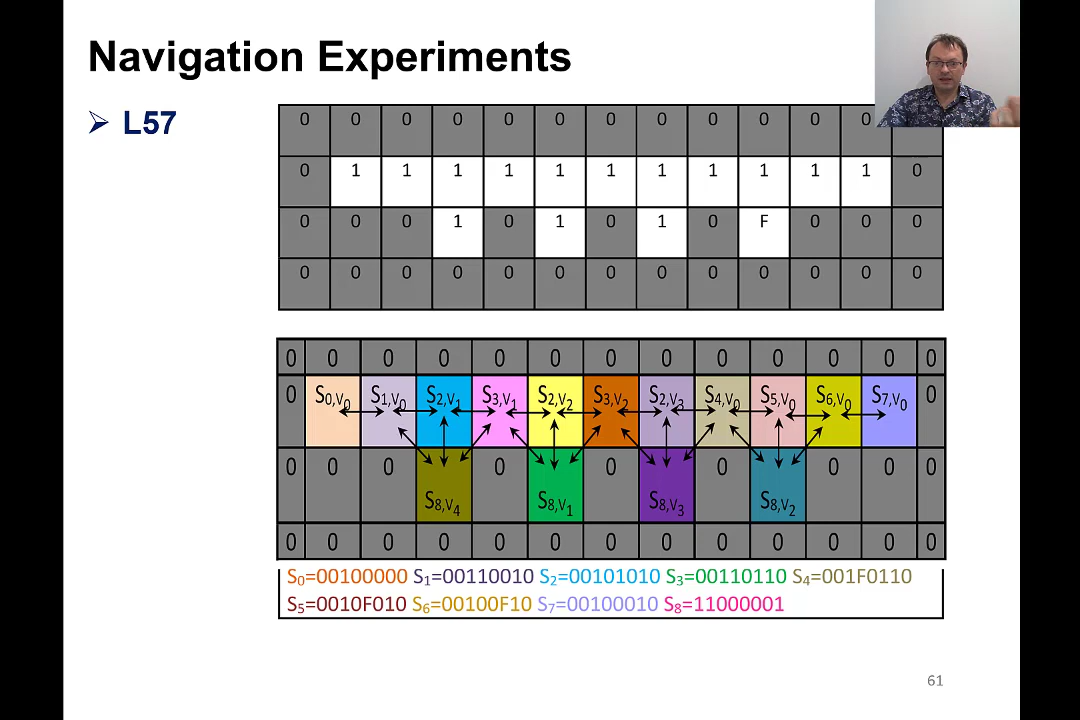 Navigation Experiments
➢ L57
0 0 0 0 0 0 0 0 0 0 0 0
0 1 1 1 1 1 1 1 1 1 1 1 0
0 0 0 1 0 1 0 1 0 F 0 0 0
0 0 0 0 0 0 0 0 0 0 0 0 0
0 0 0 0 0 0 0 0 0 0 0 0 0
0 S0,V0 S1,V0 S2,V1 S3,V1 S2,V2 S3,V2 S2,V3 S4,V0 S5,V0 S6,V0 S7,V0 0
0 0 0 0 0 0 0 0 0
S8,V4 S8,V1 S8,V3 S8,V2
0 0 0 0 0 0 0 0 0 0 0 0 0
S0=00100000 S1=00110010 S2=00101010 S3=00110110 S4=001F0110
S5=0010F010 S6=00100F10 S7=00100010 S8=11000001
61